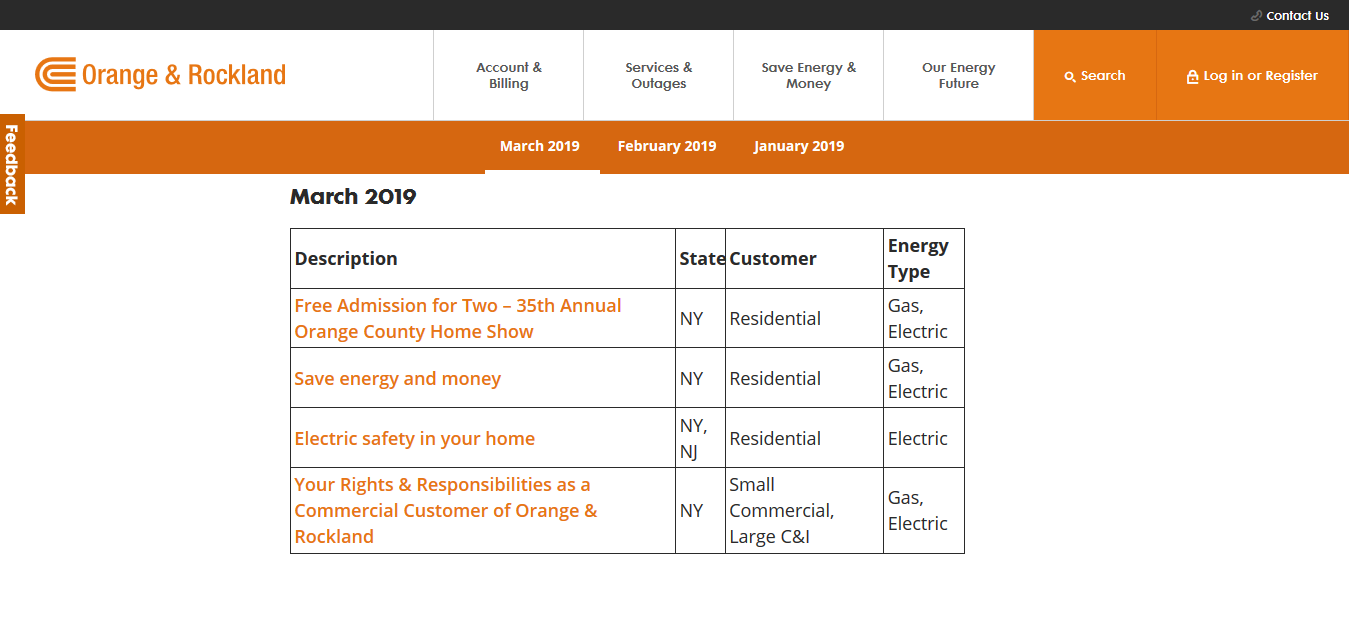 Contact Us
Orange & Rockland
Account &
Billing
Services &
Outages
Save Energy &
Money
Our Energy
Future
Search
Log in or Register
Feedback
March 2019
February 2019
January 2019
March 2019
Description
State
Customer
Energy
Type
Free Admission for Two – 35th Annual
Orange County Home Show
NY
Residential
Gas,
Electric
Save energy and money
NY
Residential
Gas,
Electric
Electric safety in your home
NY,
NJ
Residential
Electric
Your Rights & Responsibilities as a
Commercial Customer of Orange &
Rockland
NY
Small
Commercial,
Large C&I
Gas,
Electric